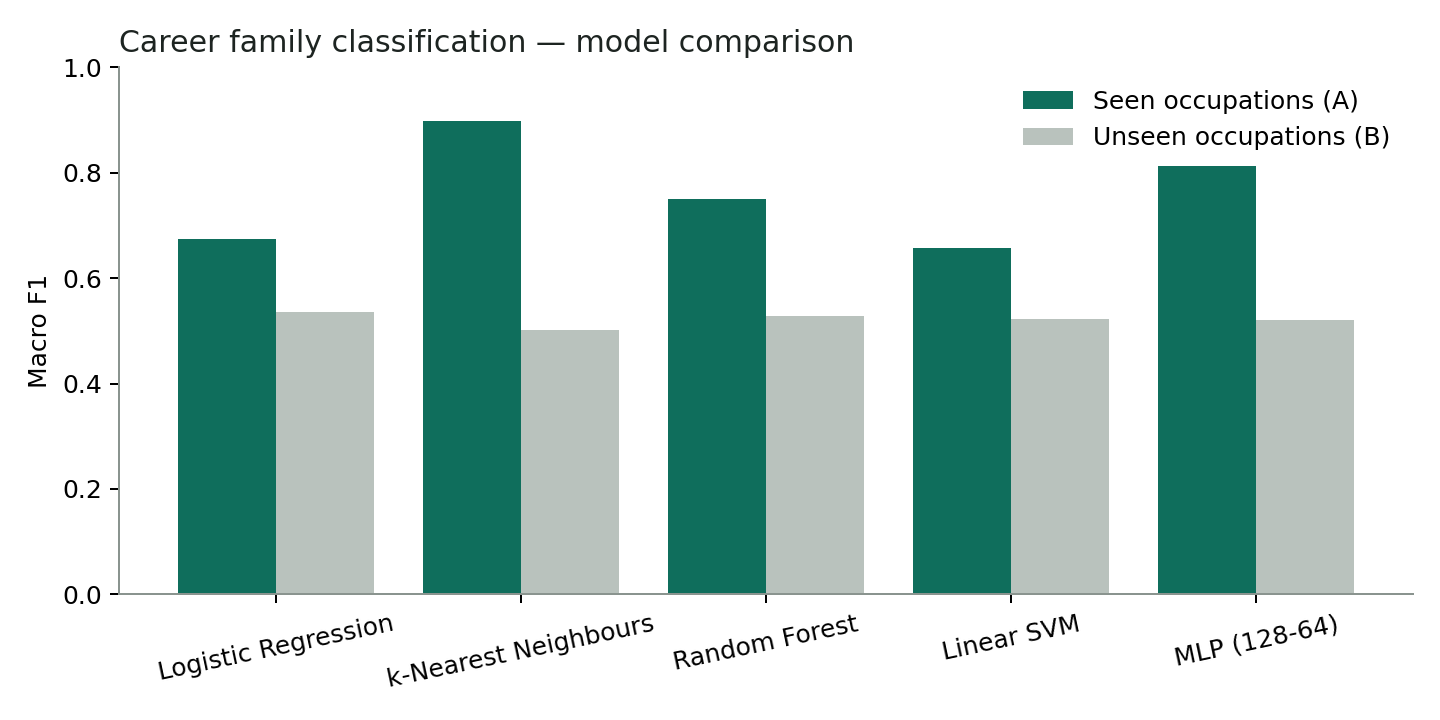 Career family classification — model comparison
1.0
0.8
0.6
0.4
0.2
0.0
Macro F1
Seen occupations (A)
Unseen occupations (B)
Logistic Regression
k-Nearest Neighbours
Random Forest
Linear SVM
MLP (128-64)